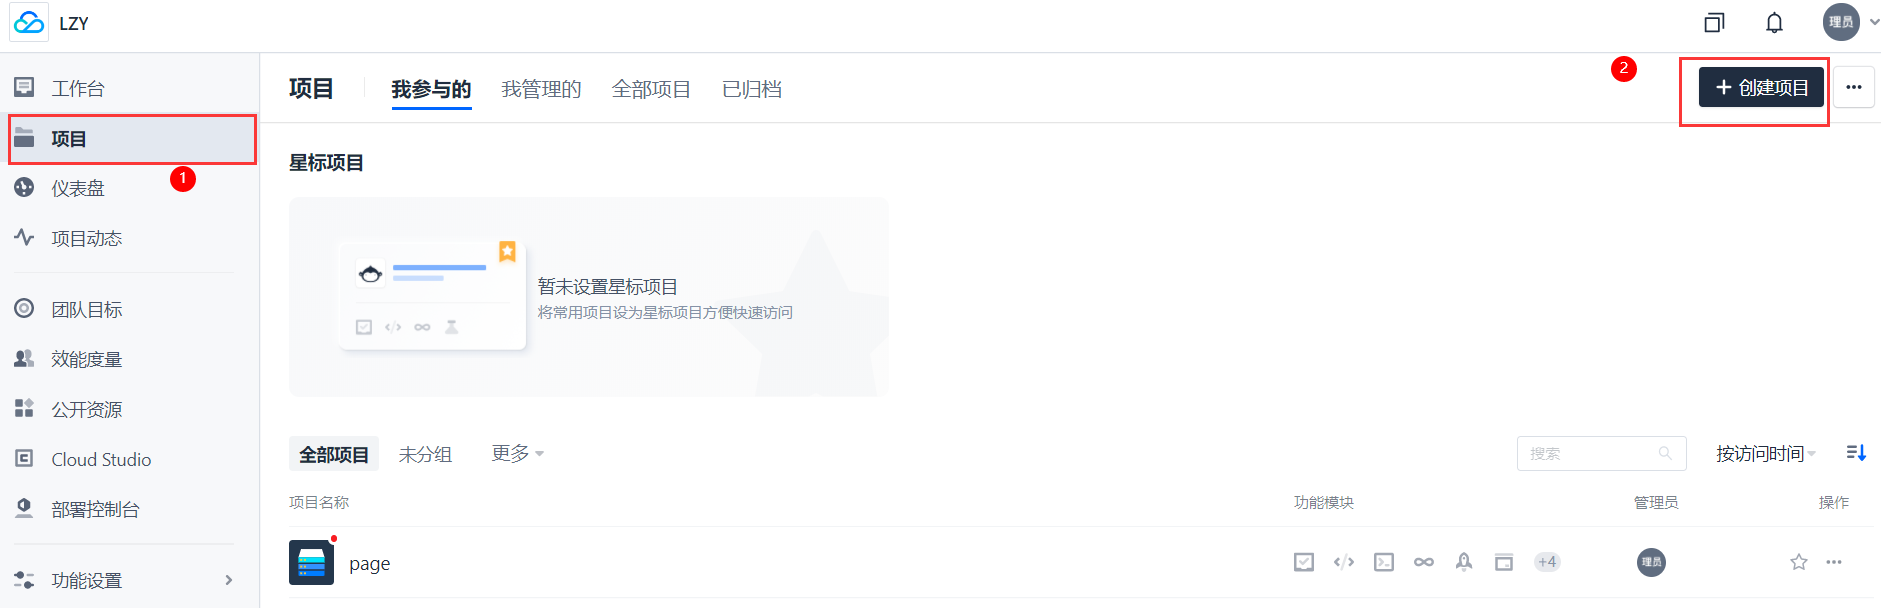 LZY
理员
工作台
项目
1
仪表盘
项目动态
团队目标
效能度量
公开资源
Cloud Studio
部署控制台
功能设置
项目 我参与的 我管理的 全部项目 已归档
2
+ 创建项目
星标项目
暂未设置星标项目
将常用项目设为星标项目方便快速访问
全部项目 未分组 更多
搜索
按访问时间
项目名称 功能模块 管理员 操作
page +4 理员